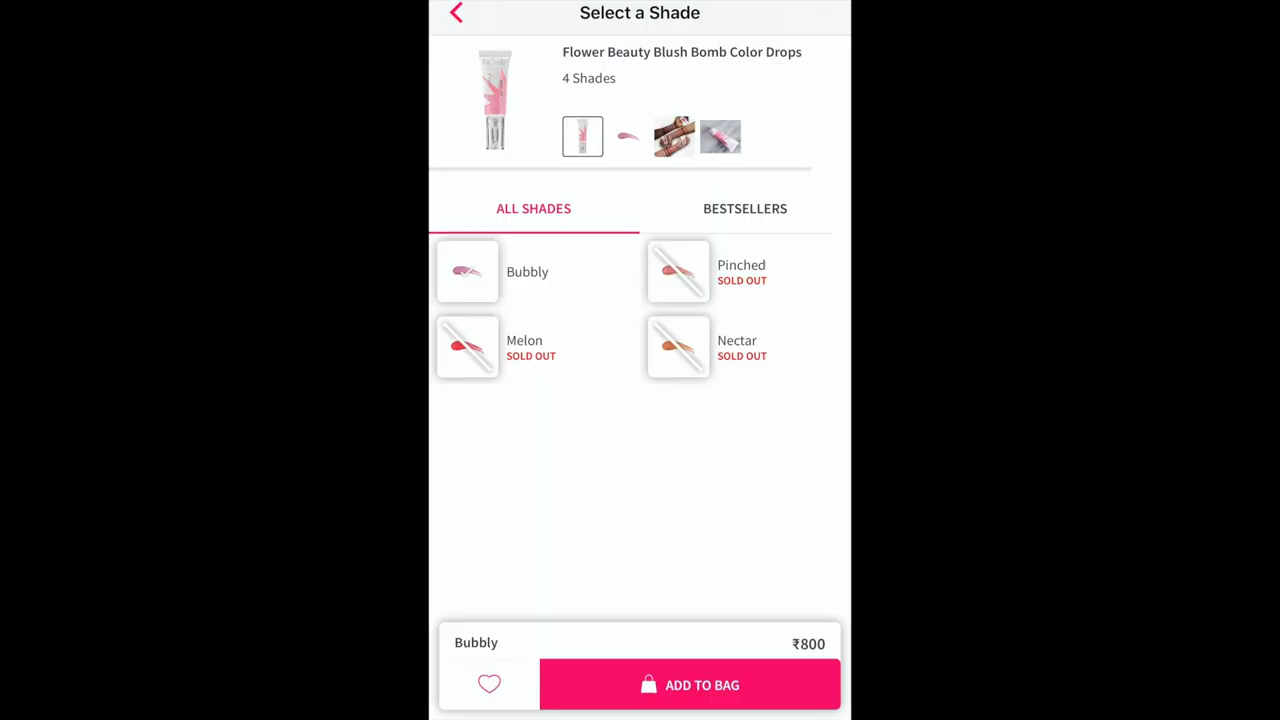 Select a Shade
Flower Beauty Blush Bomb Color Drops
4 Shades
ALL SHADES
BESTSELLERS
Bubbly
Pinched
SOLD OUT
Melon
SOLD OUT
Nectar
SOLD OUT
Bubbly
₹800
ADD TO BAG